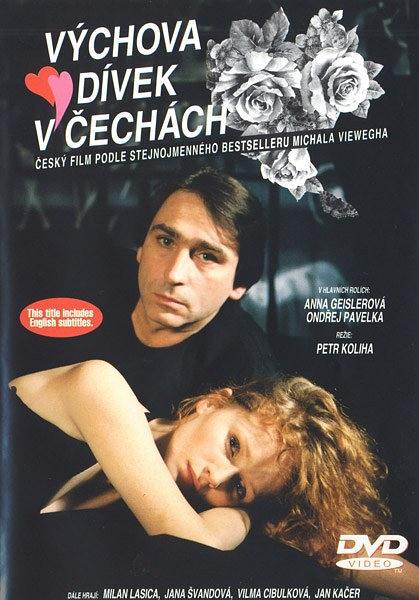 VÝCHOVA
DÍVEK
V ČECHÁCH
ČESKÝ FILM PODLE STEJNOJMENNÉHO BESTSELLERU MICHALA VIEWEGHA
V HLAVNÍCH ROLÍCH:
ANNA GEISLEROVÁ
ONDŘEJ PAVELKA
REŽIE:
PETR KOLIHA
This title includes
English subtitles.
DVD
VIDEO
TM
DÁLE HRAJÍ: MILAN LASICA, JANA ŠVANDOVÁ, VILMA CIBULKOVÁ, JAN KAČER